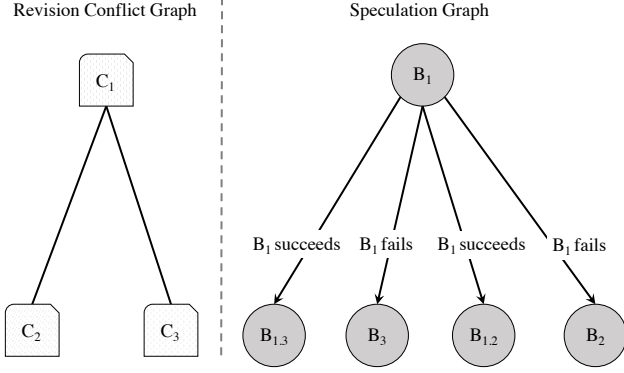 Revision Conflict Graph
Speculation Graph
C₁
B₁
B₁ succeeds
B₁ fails
B₁ succeeds
B₁ fails
C₂
C₃
B₁.₃
B₃
B₁.₂
B₂